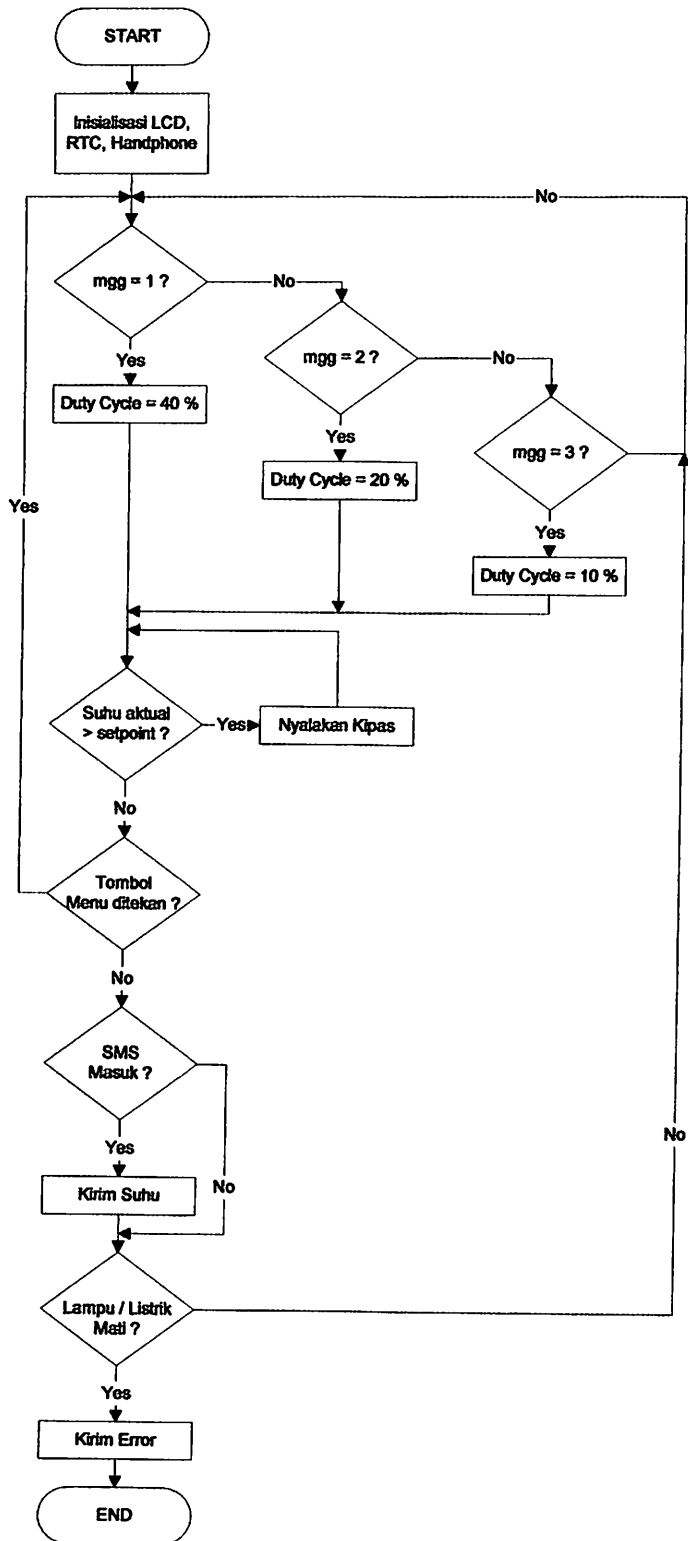 START
Inisialisasi LCD,
RTC, Handphone
No
mgg = 1 ?
No
Yes
mgg = 2 ?
No
Duty Cycle = 40 %
Yes
mgg = 3 ?
Duty Cycle = 20 %
Yes
Yes
Duty Cycle = 10 %
Suhu aktual
> setpoint ?
Yes
Nyalakan Kipas
No
Tombol
Menu ditekan ?
No
SMS
Masuk ?
No
Yes
Kirim Suhu
No
Lampu / Listrik
Mati ?
Yes
Kirim Error
END